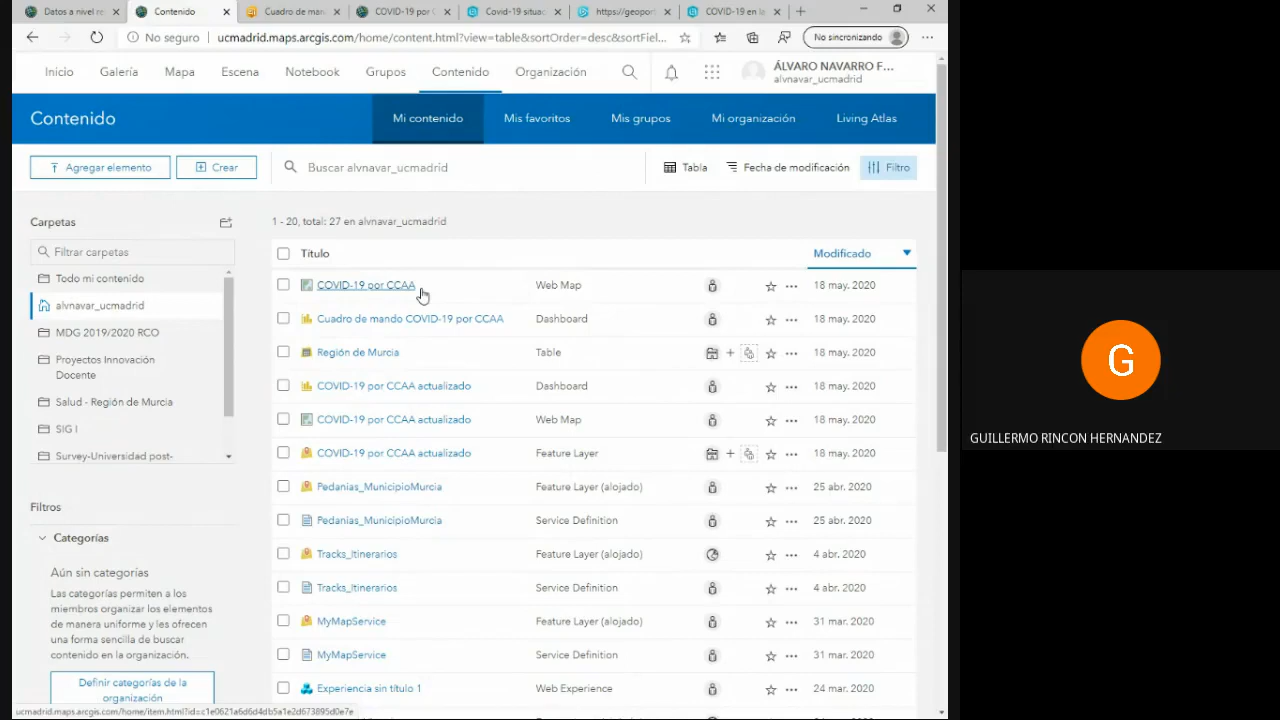 Datos a nivel re
Contenido
Cuadro de man
COVID-19 por C
Covid-19 situac
https://geoport
COVID-19 en la
No seguro
ucmadrid.maps.arcgis.com/home/content.html?view=table&sortOrder=desc&sortFiel...
No sincronizando
Inicio
Galería
Mapa
Escena
Notebook
Grupos
Contenido
Organización
ÁLVARO NAVARRO F...
alvnavar_ucmadrid
Contenido
Mi contenido
Mis favoritos
Mis grupos
Mi organización
Living Atlas
Agregar elemento
Crear
Buscar alvnavar_ucmadrid
Tabla
Fecha de modificación
Filtro
Carpetas
Filtrar carpetas
Todo mi contenido
alvnavar_ucmadrid
MDG 2019/2020 RCO
Proyectos Innovación
Docente
Salud - Región de Murcia
SIG I
Survey-Universidad post-
Filtros
Categorías
Aún sin categorías
Las categorías permiten a los
miembros organizar los elementos
de manera uniforme y les ofrecen
una forma sencilla de buscar
contenido en la organización.
Definir categorías de la
organización
1 - 20, total: 27 en alvnavar_ucmadrid
Título Modificado
COVID-19 por CCAA Web Map 18 may. 2020
Cuadro de mando COVID-19 por CCAA Dashboard 18 may. 2020
Región de Murcia Table 18 may. 2020
COVID-19 por CCAA actualizado Dashboard 18 may. 2020
COVID-19 por CCAA actualizado Web Map 18 may. 2020
COVID-19 por CCAA actualizado Feature Layer 18 may. 2020
Pedanias_MunicipioMurcia Feature Layer (alojado) 25 abr. 2020
Pedanias_MunicipioMurcia Service Definition 25 abr. 2020
Tracks_Itinerarios Feature Layer (alojado) 4 abr. 2020
Tracks_Itinerarios Service Definition 4 abr. 2020
MyMapService Feature Layer (alojado) 31 mar. 2020
MyMapService Service Definition 31 mar. 2020
Experiencia sin título 1 Web Experience 24 mar. 2020
ucmadrid.maps.arcgis.com/home/item.html?id=c1e0621a6d6d4db5a1e2d673895d0e7e
G
GUILLERMO RINCON HERNANDEZ